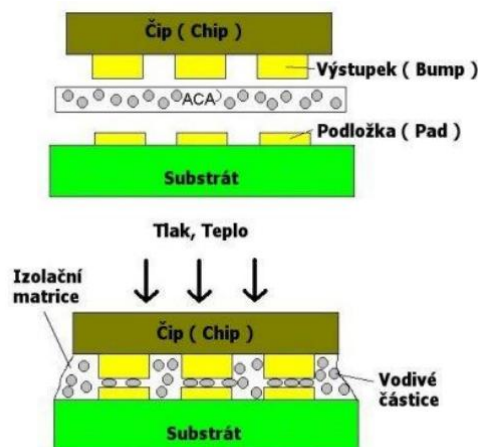 Čip ( Chip )
Výstupek ( Bump )
ACA
Podložka ( Pad )
Substrát
Tlak, Teplo
Izolační
matrice
Čip ( Chip )
Vodivé
částice
Substrát